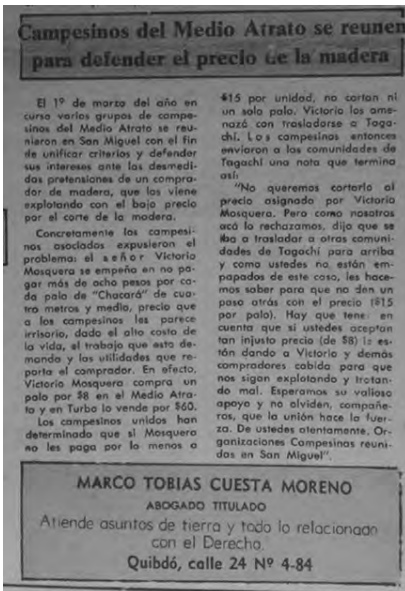 Campesinos del Medio Atrato se reunen
para defender el precio de la madera
El 1º de marzo del año en
curso varios grupos de campe-
sinos del Medio Atrato se reu-
nieron en San Miguel con el fin
de unificar criterios y defender
sus intereses ante las desmedi-
das pretensiones de un compra-
dor de madera, que los viene
explotando con el bajo precio
por el corte de la madera.
Concretamente los campesi-
nos asociados expusieron el
problema: el señor Victorio
Mosquera se empeña en no pa-
gar más de ocho pesos por ca-
da palo de "Chacará" de cua-
tro metros y medio, precio que
a los campesinos les parece
irrisorio, dado el alto costo de
la vida, el trabajo que esto de-
manda y las utilidades que re-
porta el comprador. En efecto,
Victorio Mosquera compra un
palo por $8 en el Medio Atra-
to y en Turbo lo vende por $60.
Los campesinos unidos han
determinado que si Mosquera
no les paga por lo menos a
$15 por unidad, no cortan ni
un solo palo. Victorio los ame-
nazó con trasladarse a Taga-
chí. Los campesinos entonces
enviaron a las comunidades de
Tagachí una nota que termina
así:
"No queremos cortarlo al
precio asignado por Victorio
Mosquera. Pero como nosotros
acá lo rechazamos, dijo que se
iba a trasladar a otras comuni-
dades de Tagachí para arriba
y como ustedes no están em-
papados de este caso, les hace-
mos saber para que no den un
paso atrás con el precio ($15
por palo). Hay que tener en
cuenta que si ustedes aceptan
tan injusto precio (de $8) le es-
tán dando a Victorio y demás
compradores cabida para que
nos sigan explotando y tratan-
do mal. Esperamos su valioso
apoyo y no olviden, compañe-
ros, que la unión hace la fuer-
za. De ustedes atentamente. Or-
ganizaciones Campesinas reuni-
das en San Miguel".
MARCO TOBIAS CUESTA MORENO
ABOGADO TITULADO
Atiende asuntos de tierra y todo lo relacionado
con el Derecho.
Quibdó, calle 24 Nº 4-84